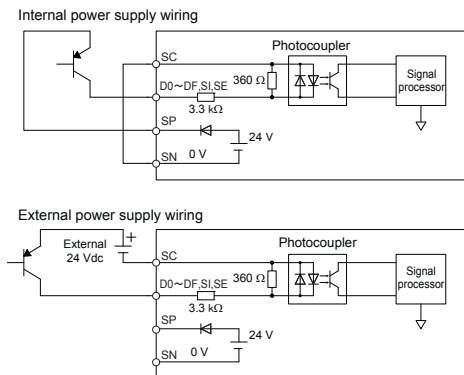 Internal power supply wiring
Photocoupler
SC
360 Ω
Signal
processor
D0～DF,SI,SE
3.3 kΩ
SP
24 V
SN
0 V
External power supply wiring
External
24 Vdc
+
SC
Photocoupler
360 Ω
Signal
processor
D0～DF,SI,SE
3.3 kΩ
SP
24 V
SN
0 V